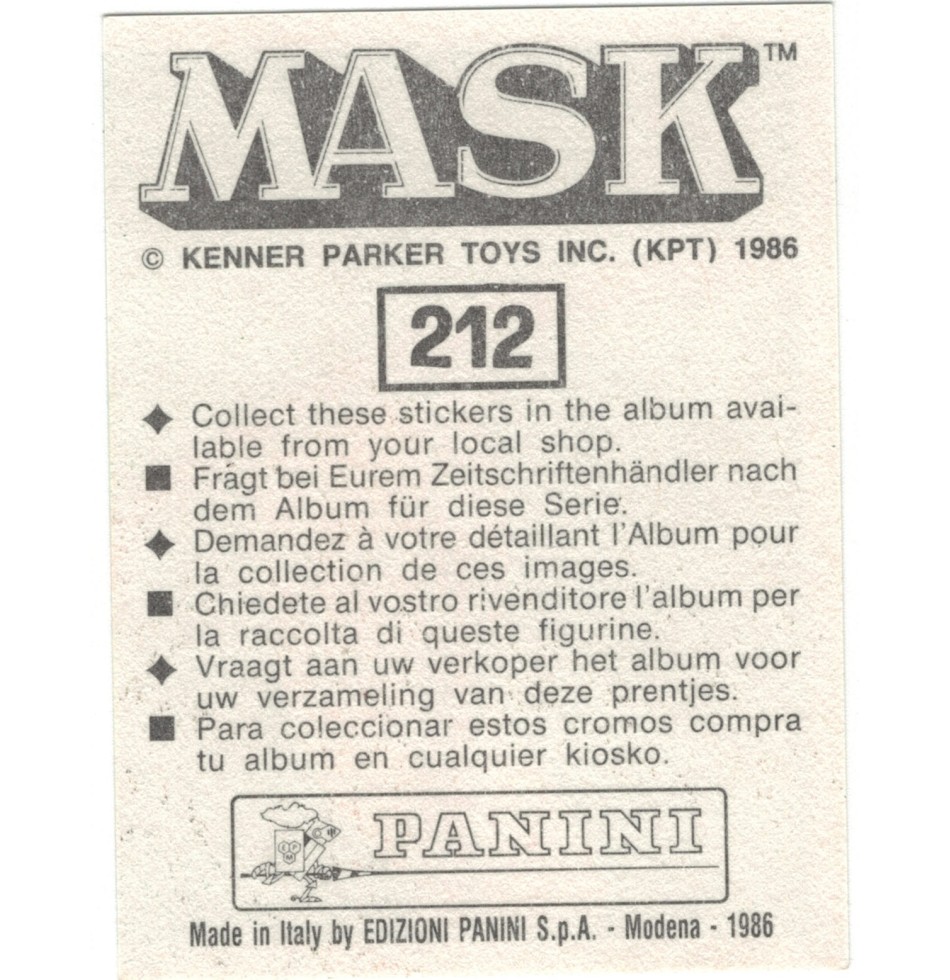 MASK™
© KENNER PARKER TOYS INC. (KPT) 1986
212
◆ Collect these stickers in the album avai-
lable from your local shop.
■ Frágt bei Eurem Zeitschriftenhändler nach
dem Album für diese Serie.
◆ Demandez à votre détaillant l'Album pour
la collection de ces images.
■ Chiedete al vostro rivenditore l'album per
la raccolta di queste figurine.
◆ Vraagt aan uw verkoper het album voor
uw verzameling van deze prentjes.
■ Para coleccionar estos cromos compra
tu album en cualquier kiosko.
PANINI
Made in Italy by EDIZIONI PANINI S.p.A. - Modena - 1986